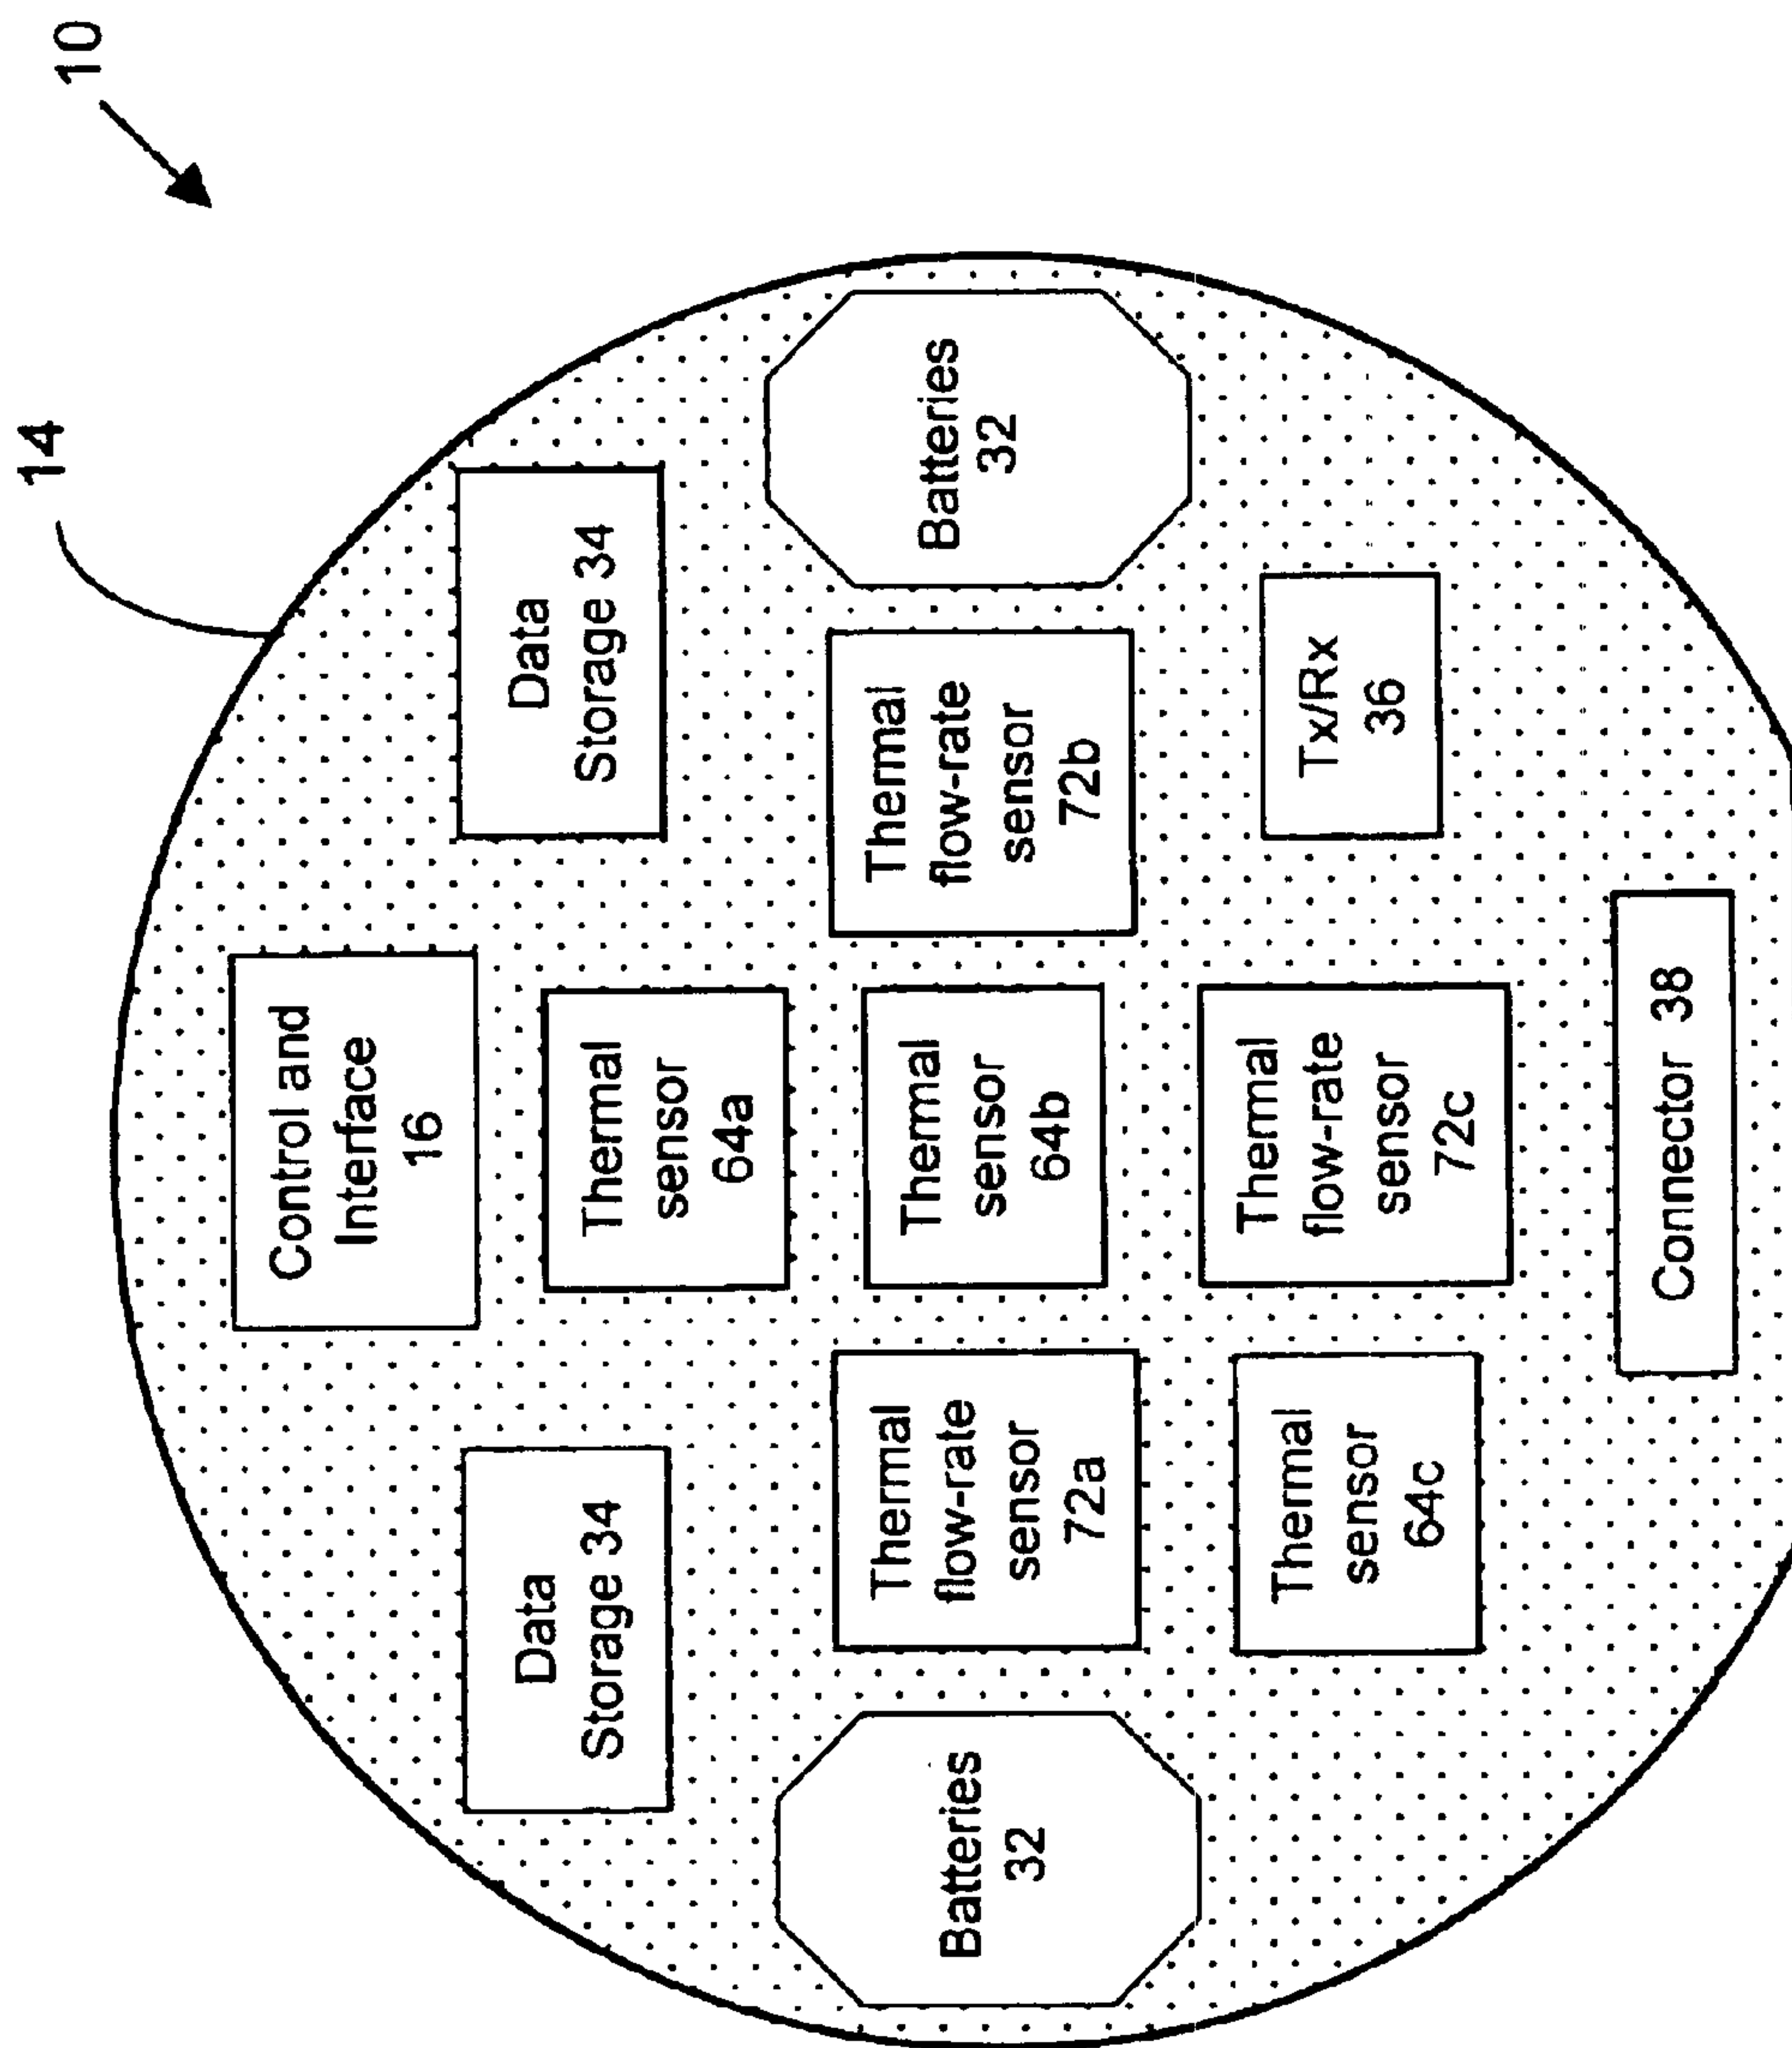 14
10
Control and
Interface
16
Data
Storage 34
Data
Storage 34
Thermal
sensor
64a
Batteries
32
Thermal
flow-rate
sensor
72a
Thermal
sensor
64b
Thermal
flow-rate
sensor
72b
Batteries
32
Thermal
sensor
64c
Thermal
flow-rate
sensor
72c
Tx/Rx
36
Connector 38